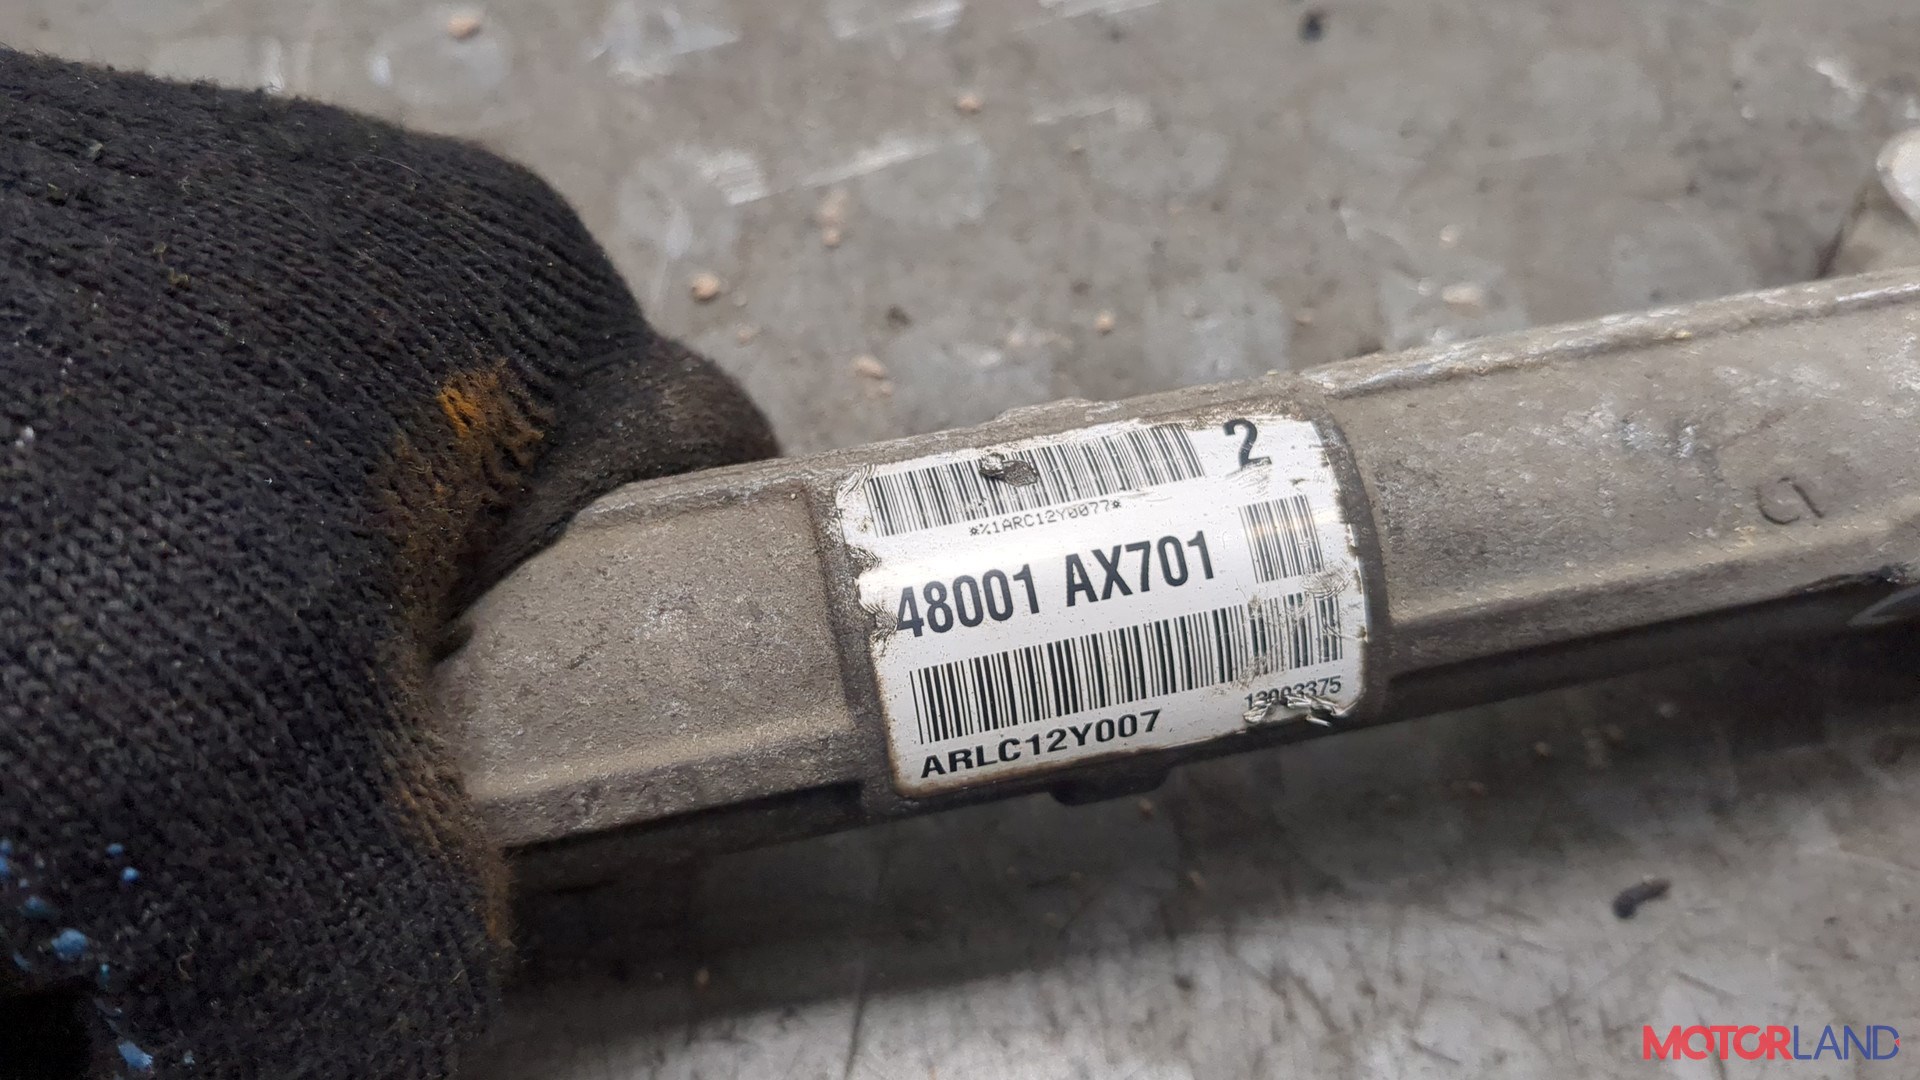 2
*%1ARC12Y0077*
48001 AX701
13003375
ARLC12Y007
MOTORLAND